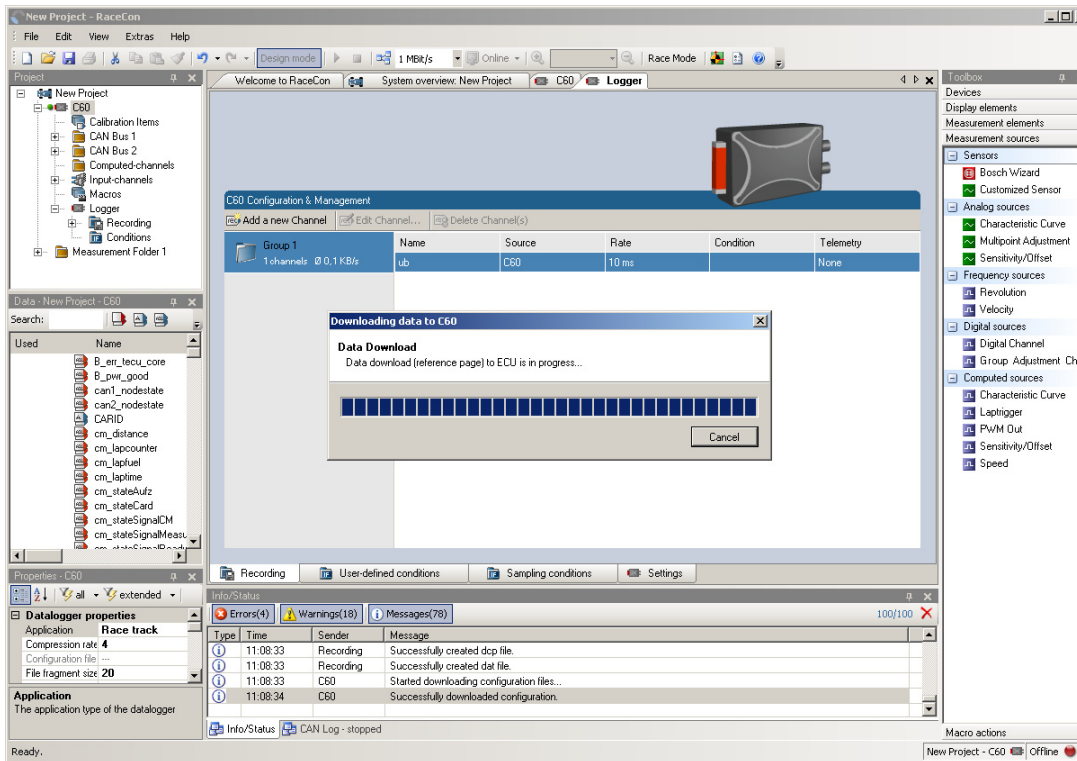 New Project - RaceCon
File Edit View Extras Help
Design mode 1 MBit/s Online Race Mode
Project
New Project
C60
Calibration Items
CAN Bus 1
CAN Bus 2
Computed-channels
Input-channels
Macros
Logger
Recording
Conditions
Measurement Folder 1
Data - New Project - C60
Search:
Used Name
B_err_tecu_core
B_pwr_good
can1_nodestate
can2_nodestate
CARID
cm_distance
cm_lapcounter
cm_lapfuel
cm_laptime
cm_stateAufz
cm_stateCard
cm_stateSignalCM
cm_stateSignalMeasu
Properties - C60
all extended
Datalogger properties
Application Race track
Compression rate 4
Configuration file ---
File fragment size 20
Application
The application type of the datalogger
Welcome to RaceCon System overview: New Project C60 Logger
C60 Configuration & Management
Add a new Channel Edit Channel... Delete Channel(s)
Group 1
1 channels Ø 0,1 KB/s
Name Source Rate Condition Telemetry
ub C60 10 ms None
Downloading data to C60
Data Download
Data download (reference page) to ECU is in progress...
Cancel
Recording User-defined conditions Sampling conditions Settings
Info/Status
Errors(4) Warnings(18) Messages(78) 100/100
Type Time Sender Message
11:08:33 Recording Successfully created dcp file.
11:08:33 Recording Successfully created dat file.
11:08:33 C60 Started downloading configuration files...
11:08:34 C60 Successfully downloaded configuration.
Info/Status CAN Log - stopped
Toolbox
Devices
Display elements
Measurement elements
Measurement sources
Sensors
Bosch Wizard
Customized Sensor
Analog sources
Characteristic Curve
Multipoint Adjustment
Sensitivity/Offset
Frequency sources
Revolution
Velocity
Digital sources
Digital Channel
Group Adjustment Ch
Computed sources
Characteristic Curve
Laptrigger
PWM Out
Sensitivity/Offset
Speed
Macro actions
Ready.
New Project - C60 Offline